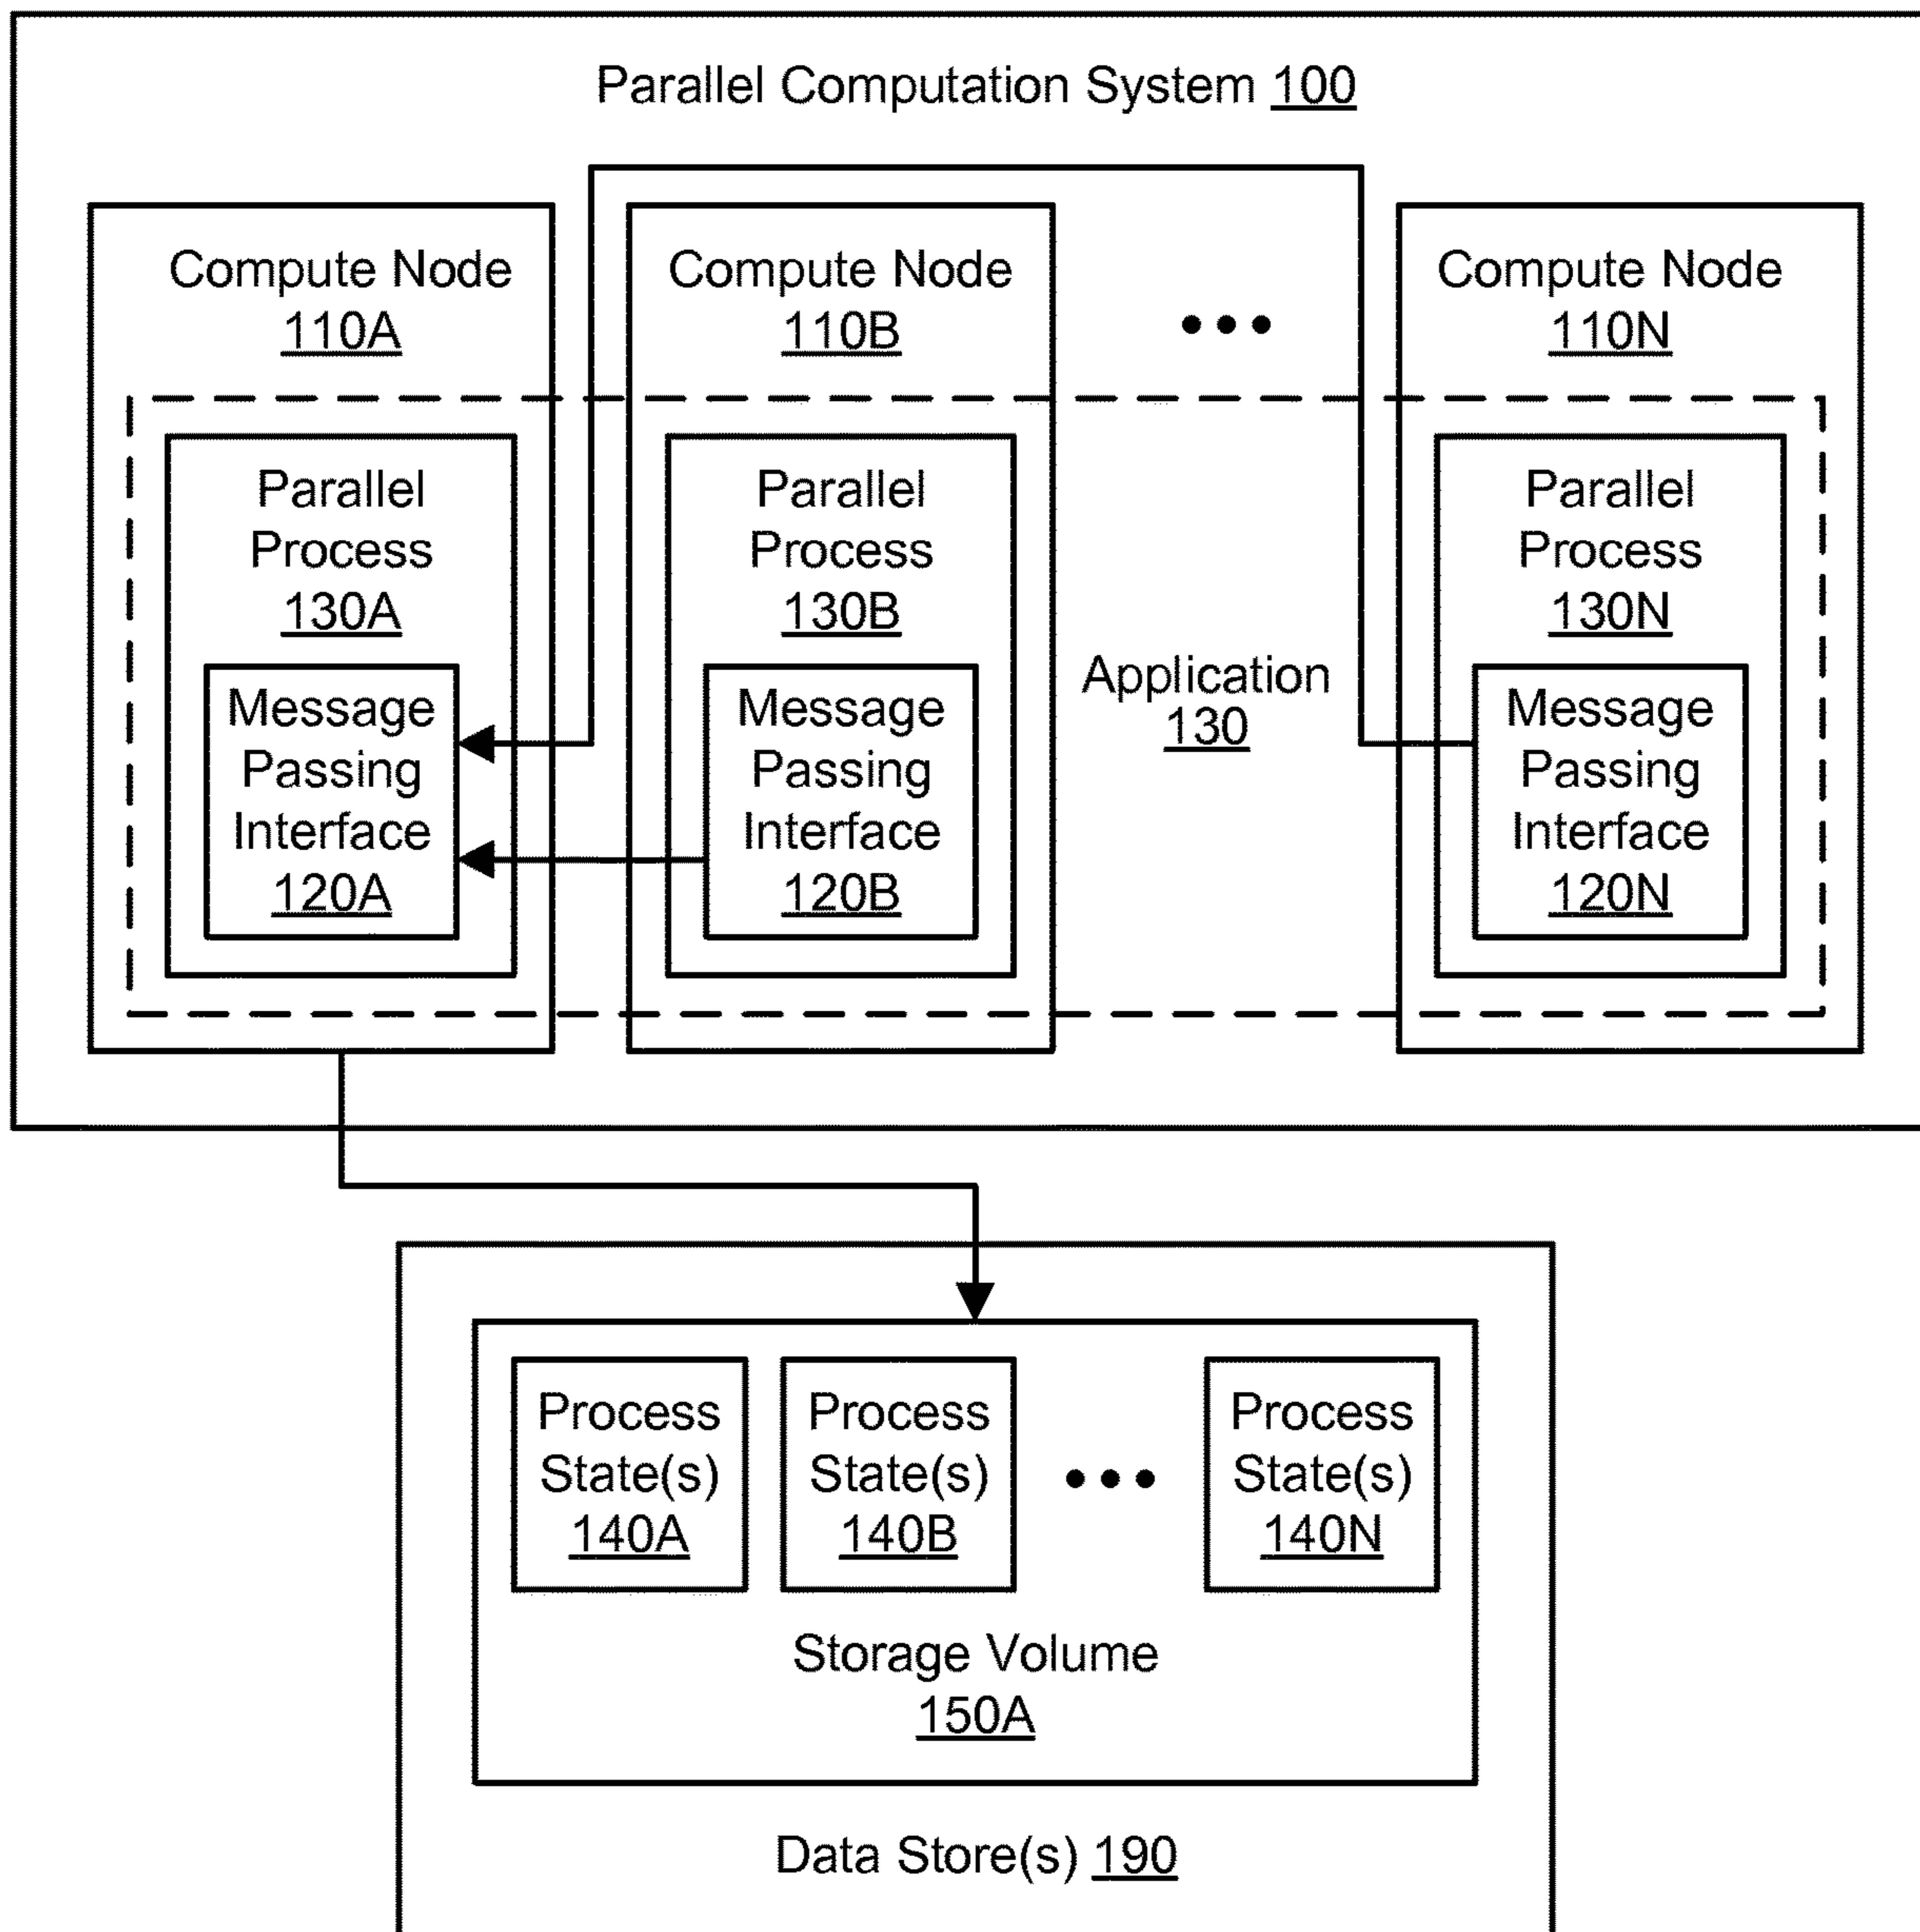 Parallel Computation System 100
Compute Node
110A
Compute Node
110B
•••
Compute Node
110N
Parallel
Process
130A
Message
Passing
Interface
120A
Parallel
Process
130B
Message
Passing
Interface
120B
Application
130
Parallel
Process
130N
Message
Passing
Interface
120N
Process
State(s)
140A
Process
State(s)
140B
•••
Process
State(s)
140N
Storage Volume
150A
Data Store(s) 190